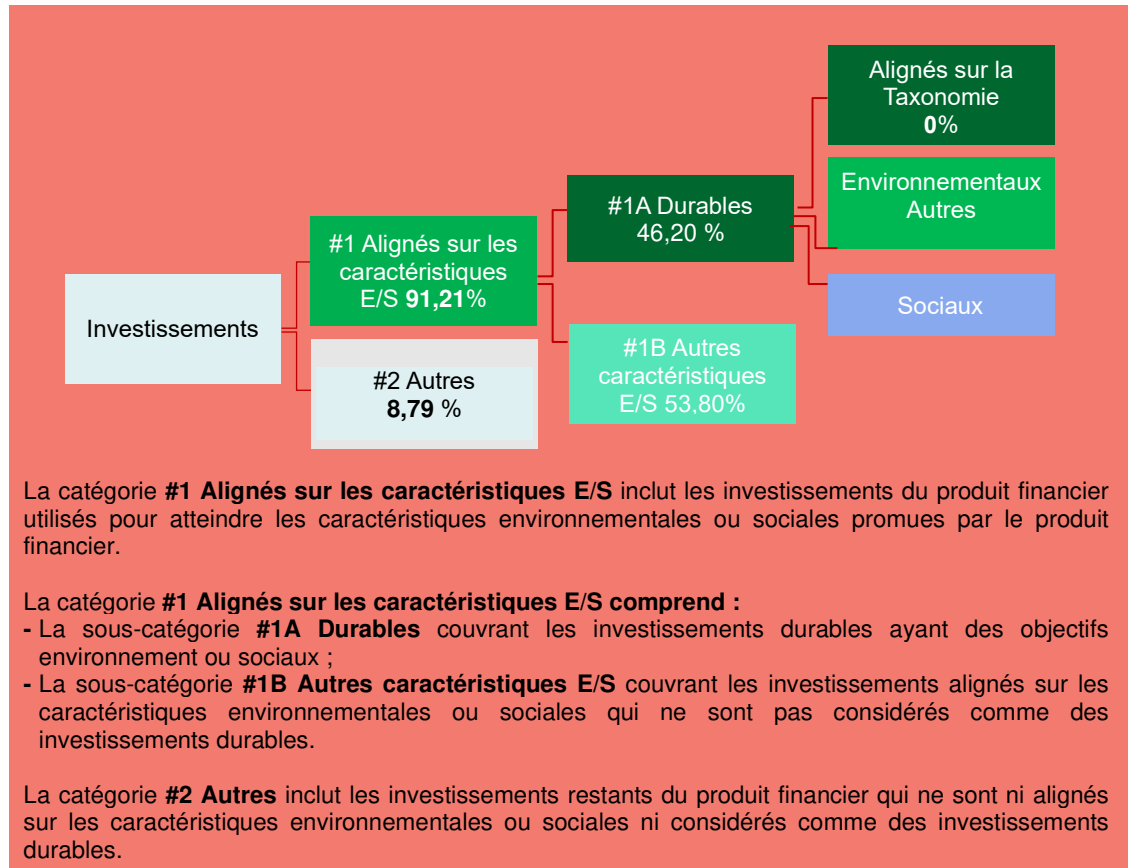 Alignés sur la
Taxonomie
0%
Environnementaux
Autres
Sociaux
#1A Durables
46,20 %
#1B Autres
caractéristiques
E/S 53,80%
#1 Alignés sur les
caractéristiques
E/S 91,21%
#2 Autres
8,79 %
Investissements
La catégorie #1 Alignés sur les caractéristiques E/S inclut les investissements du produit financier
utilisés pour atteindre les caractéristiques environnementales ou sociales promues par le produit
financier.
La catégorie #1 Alignés sur les caractéristiques E/S comprend :
- La sous-catégorie #1A Durables couvrant les investissements durables ayant des objectifs
environnement ou sociaux ;
- La sous-catégorie #1B Autres caractéristiques E/S couvrant les investissements alignés sur les
caractéristiques environnementales ou sociales qui ne sont pas considérés comme des
investissements durables.
La catégorie #2 Autres inclut les investissements restants du produit financier qui ne sont ni alignés
sur les caractéristiques environnementales ou sociales ni considérés comme des investissements
durables.